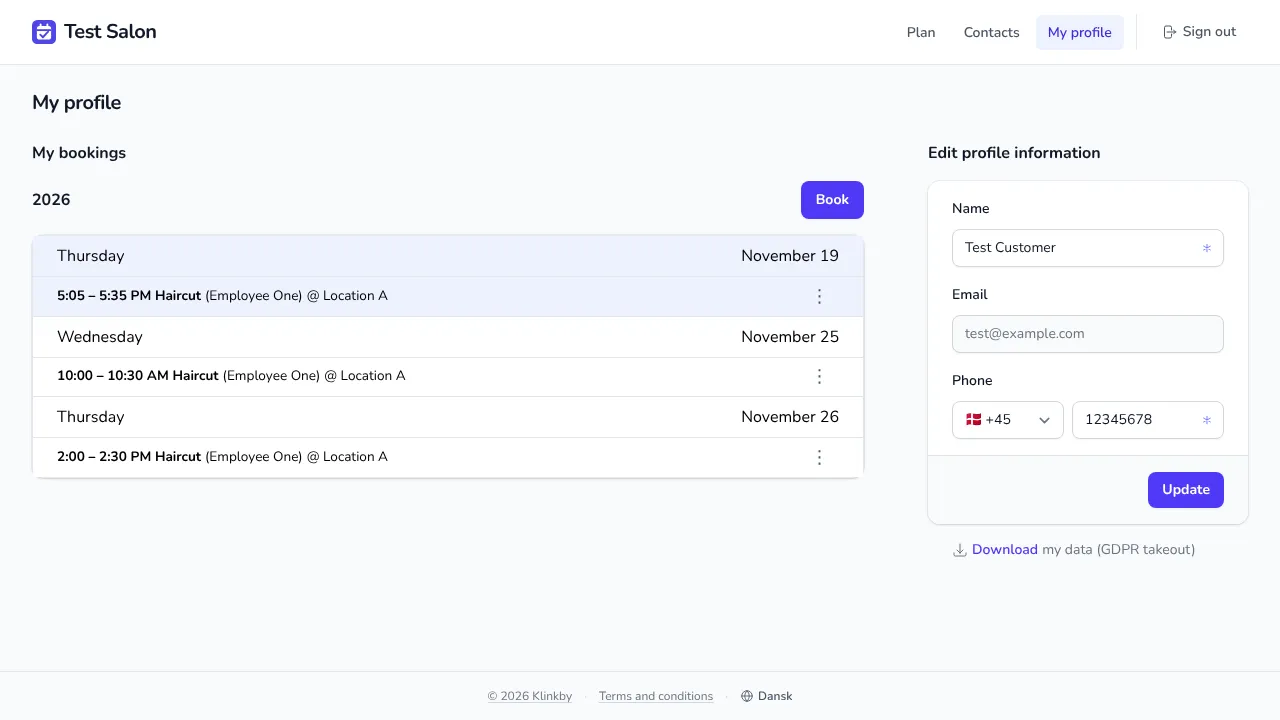 Test Salon
Plan
Contacts
My profile
Sign out
My profile
My bookings
2026
Book
Thursday November 19
5:05 – 5:35 PM Haircut (Employee One) @ Location A
Wednesday November 25
10:00 – 10:30 AM Haircut (Employee One) @ Location A
Thursday November 26
2:00 – 2:30 PM Haircut (Employee One) @ Location A
Edit profile information
Name
Test Customer *
Email
test@example.com
Phone
+45
12345678 *
Update
Download my data (GDPR takeout)
© 2026 Klinkby · Terms and conditions · Dansk